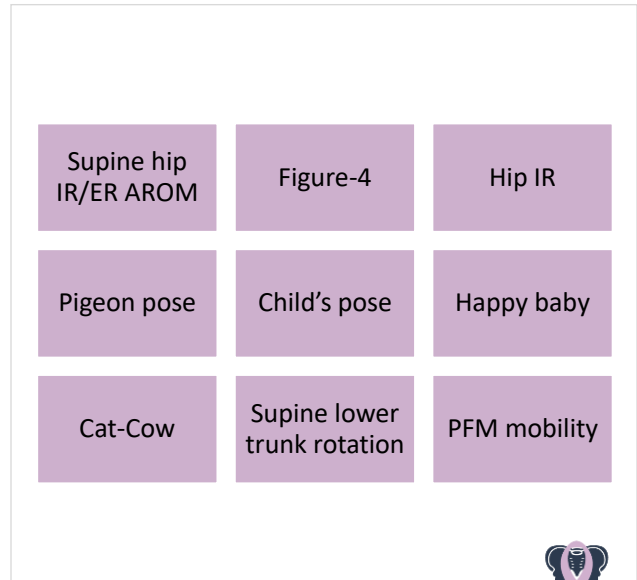 Supine hip
IR/ER AROM
Figure-4
Hip IR
Pigeon pose
Child’s pose
Happy baby
Cat-Cow
Supine lower
trunk rotation
PFM mobility